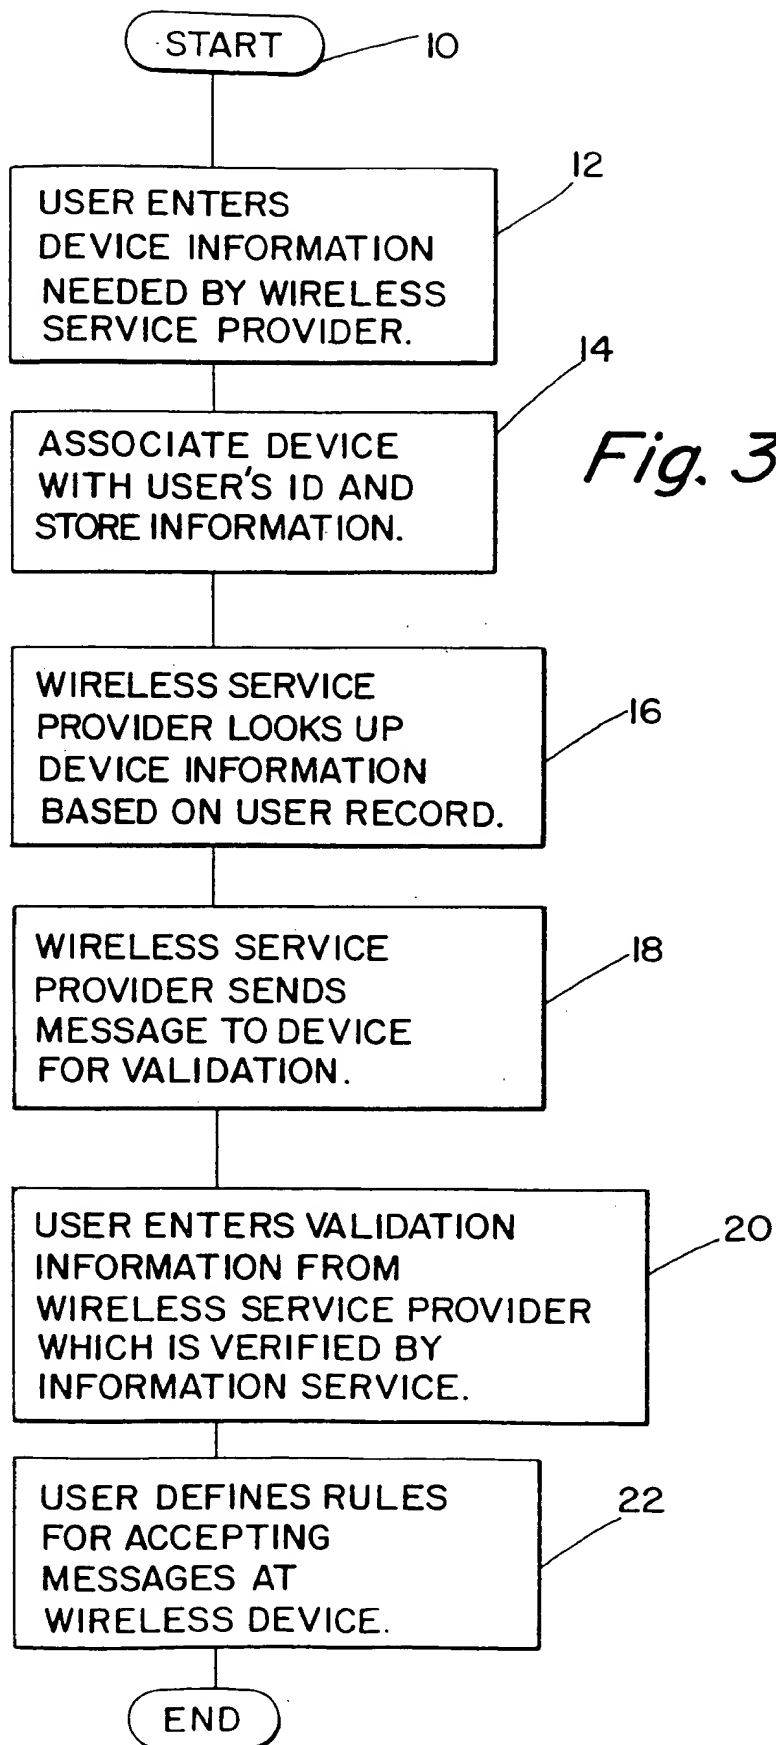 START
10
12
USER ENTERS
DEVICE INFORMATION
NEEDED BY WIRELESS
SERVICE PROVIDER.
14
ASSOCIATE DEVICE
WITH USER'S ID AND
STORE INFORMATION.
Fig. 3
WIRELESS SERVICE
PROVIDER LOOKS UP
DEVICE INFORMATION
BASED ON USER RECORD.
16
WIRELESS SERVICE
PROVIDER SENDS
MESSAGE TO DEVICE
FOR VALIDATION.
18
USER ENTERS VALIDATION
INFORMATION FROM
WIRELESS SERVICE PROVIDER
WHICH IS VERIFIED BY
INFORMATION SERVICE.
20
USER DEFINES RULES
FOR ACCEPTING
MESSAGES AT
WIRELESS DEVICE.
22
END